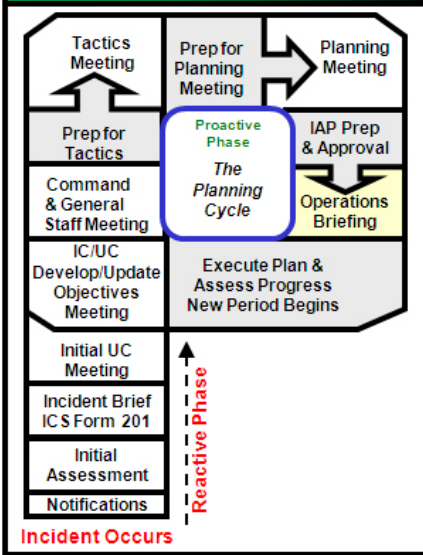 Tactics
Meeting
Prep for
Planning
Meeting
Planning
Meeting
Prep for
Tactics
Proactive
Phase
The
Planning
Cycle
IAP Prep
& Approval
Command
& General
Staff Meeting
Operations
Briefing
IC/UC
Develop/Update
Objectives
Meeting
Execute Plan &
Assess Progress
New Period Begins
Initial UC
Meeting
Incident Brief
ICS Form 201
Initial
Assessment
Notifications
Reactive Phase
Incident Occurs